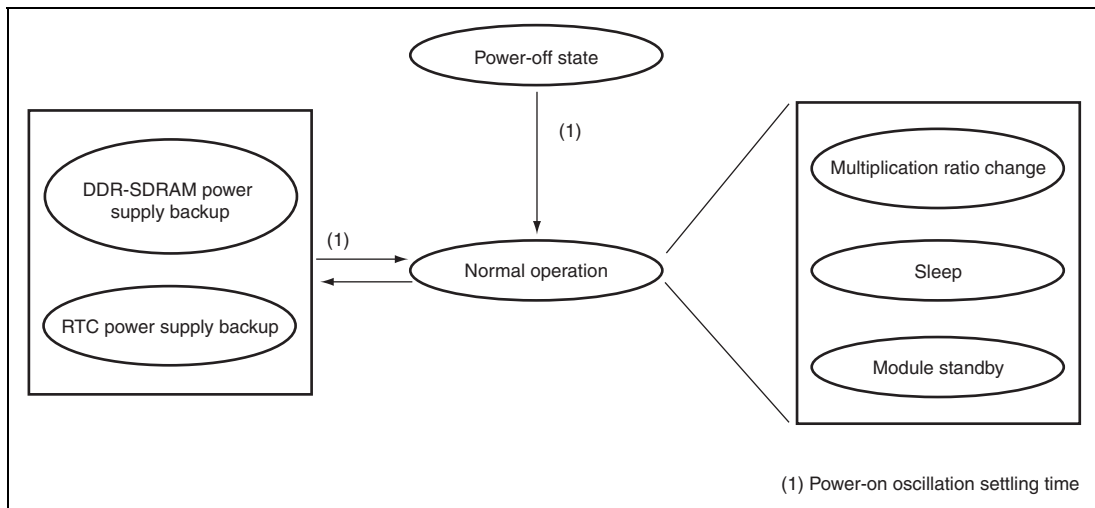 Power-off state
(1)
DDR-SDRAM power
supply backup
RTC power supply backup
(1)
Normal operation
Multiplication ratio change
Sleep
Module standby
(1) Power-on oscillation settling time